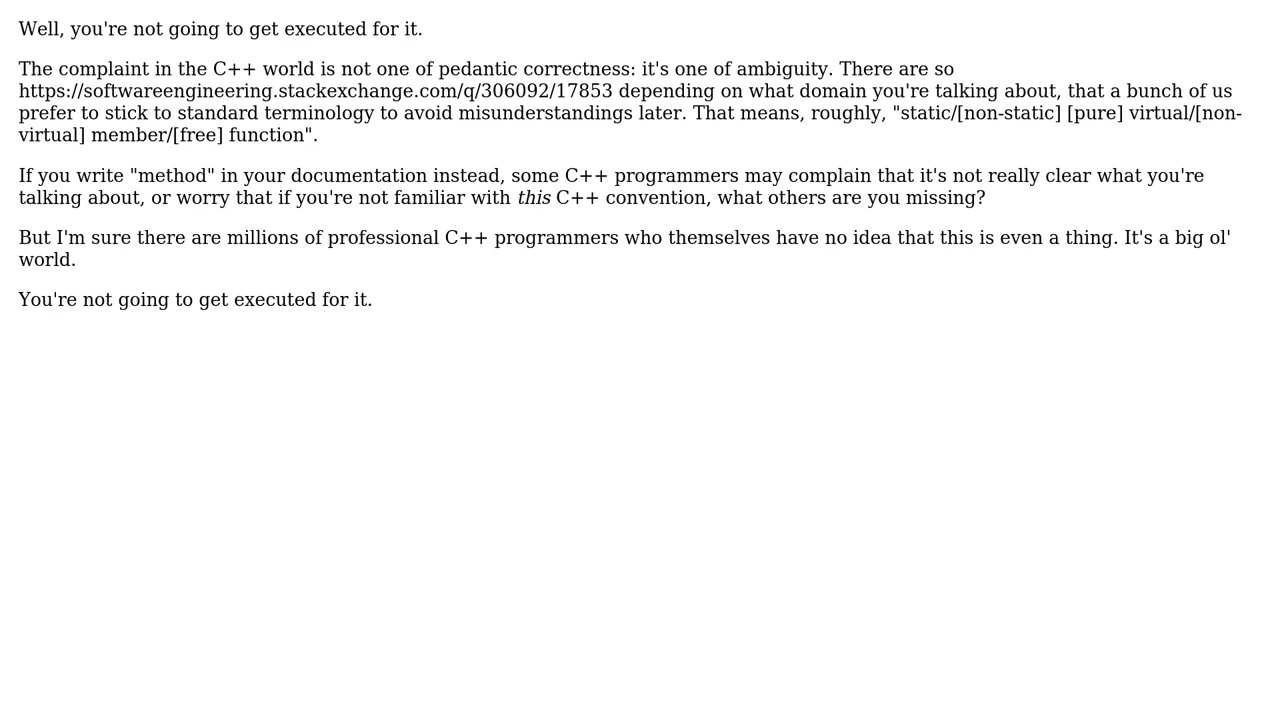 Well, you're not going to get executed for it.
The complaint in the C++ world is not one of pedantic correctness: it's one of ambiguity. There are so
https://softwareengineering.stackexchange.com/q/306092/17853 depending on what domain you're talking about, that a bunch of us
prefer to stick to standard terminology to avoid misunderstandings later. That means, roughly, "static/[non-static] [pure] virtual/[non-
virtual] member/[free] function".
If you write "method" in your documentation instead, some C++ programmers may complain that it's not really clear what you're
talking about, or worry that if you're not familiar with this C++ convention, what others are you missing?
But I'm sure there are millions of professional C++ programmers who themselves have no idea that this is even a thing. It's a big ol'
world.
You're not going to get executed for it.